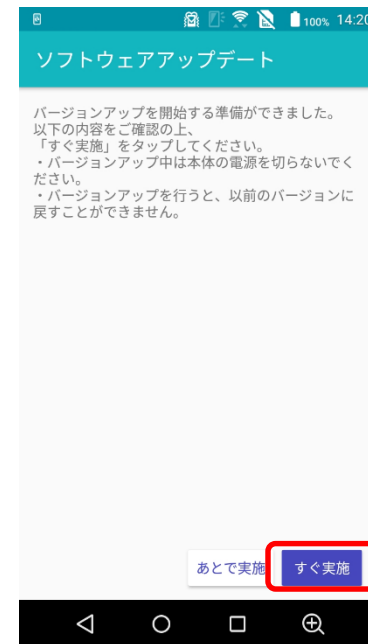 100% 14:20
ソフトウェアアップデート
バージョンアップを開始する準備ができました。
以下の内容をご確認の上、
「すぐ実施」をタップしてください。
・バージョンアップ中は本体の電源を切らないでく
ださい。
・バージョンアップを行うと、以前のバージョンに
戻すことができません。
あとで実施 すぐ実施